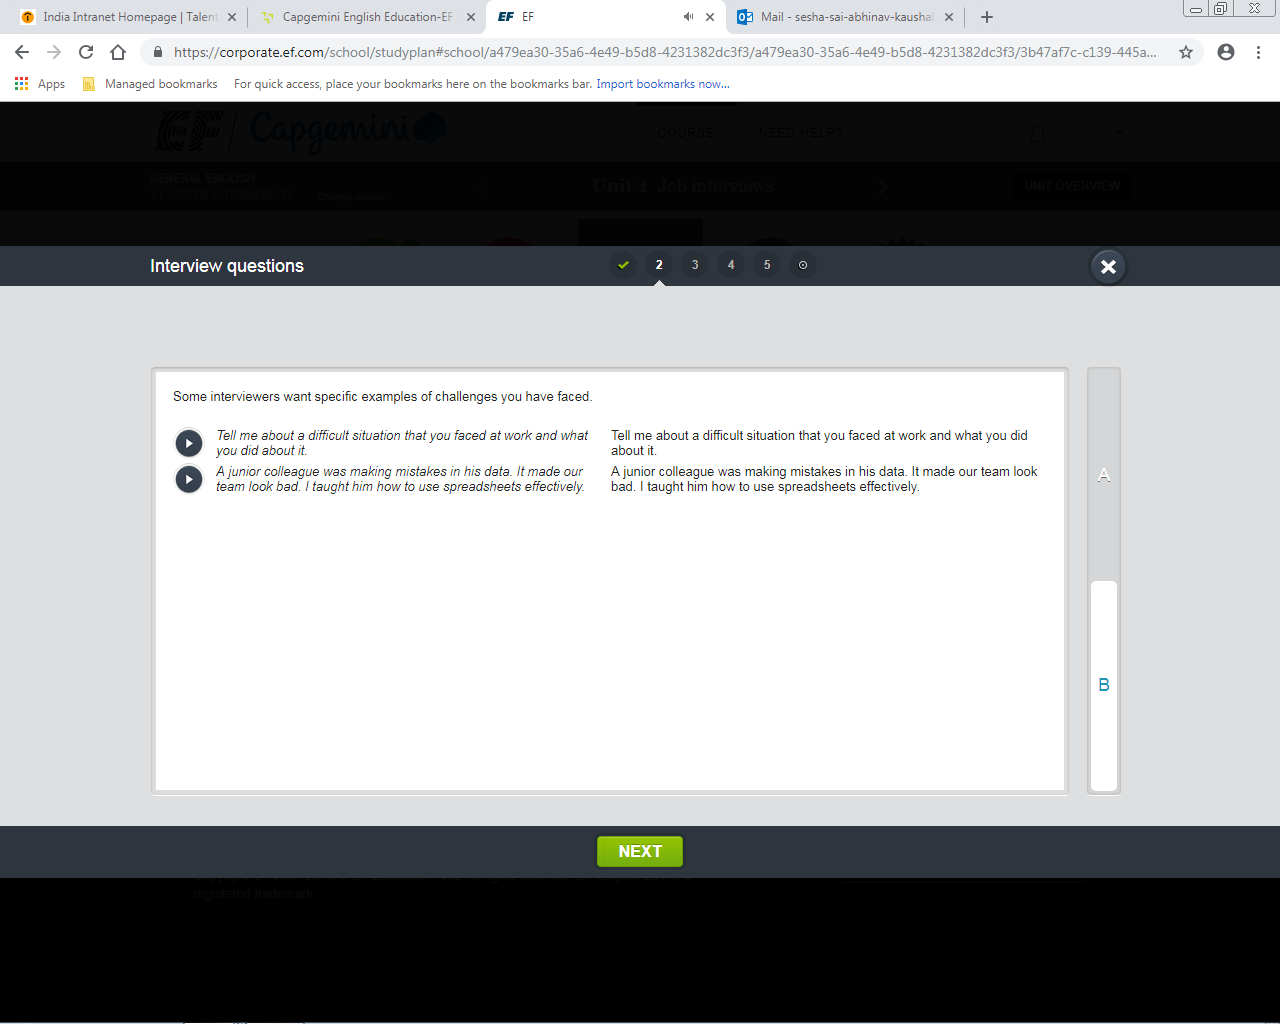 India Intranet Homepage | Talent
Capgemini English Education-EF
EF EF
Mail - sesha-sai-abhinav-kausha
https://corporate.ef.com/school/studyplan#school/a479ea30-35a6-4e49-b5d8-4231382dc3f3/a479ea30-35a6-4e49-b5d8-4231382dc3f3/3b47af7c-c139-445a...
Apps
Managed bookmarks
For quick access, place your bookmarks here on the bookmarks bar. Import bookmarks now...
EF | Capgemini
COURSE
NEED HELP?
GENERAL ENGLISH
Unit 1 Job interviews
UNIT OVERVIEW
Change course
Interview questions
2 3 4 5
Some interviewers want specific examples of challenges you have faced.
Tell me about a difficult situation that you faced at work and what
you did about it.
Tell me about a difficult situation that you faced at work and what you did
about it.
A junior colleague was making mistakes in his data. It made our
team look bad. I taught him how to use spreadsheets effectively.
A junior colleague was making mistakes in his data. It made our team look
bad. I taught him how to use spreadsheets effectively.
A
B
NEXT
registered trademark